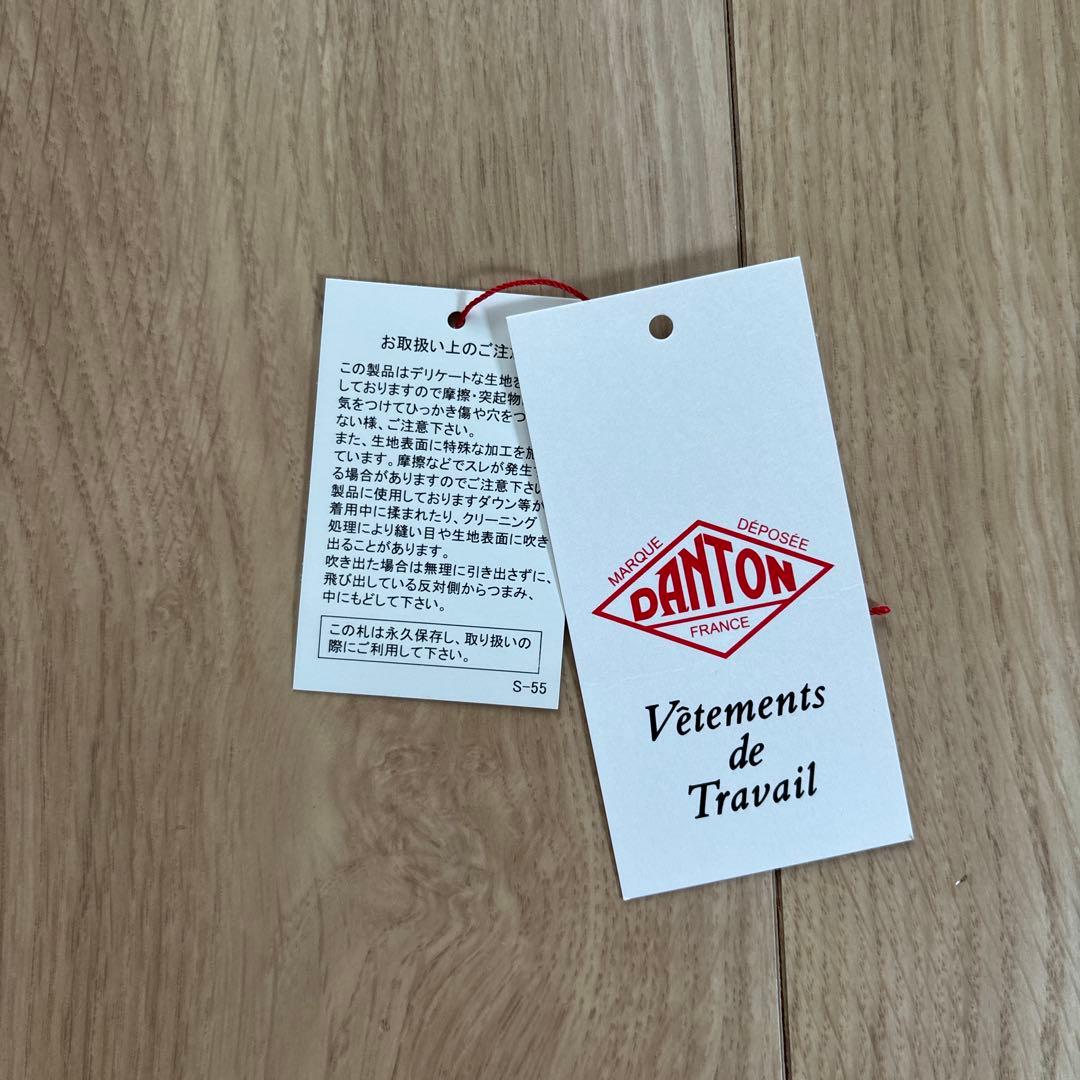 お取扱い上のご注
この製品はデリケートな生地を
しておりますので摩擦・突起物
気をつけてひっかき傷や穴をつ
ない様、ご注意下さい。
また、生地表面に特殊な加工を施
ています。摩擦などでスレが発生
る場合がありますのでご注意下さい
製品に使用しておりますダウン等が
着用中に揉まれたり、クリーニング
処理により縫い目や生地表面に吹き
出ることがあります。
吹き出た場合は無理に引き出さずに、
飛び出している反対側からつまみ、
中にもどして下さい。
この札は永久保存し、取り扱いの
際にご利用して下さい。
S-55
MARQUE DÉPOSÉE
DANTON
FRANCE
Vêtements
de
Travail